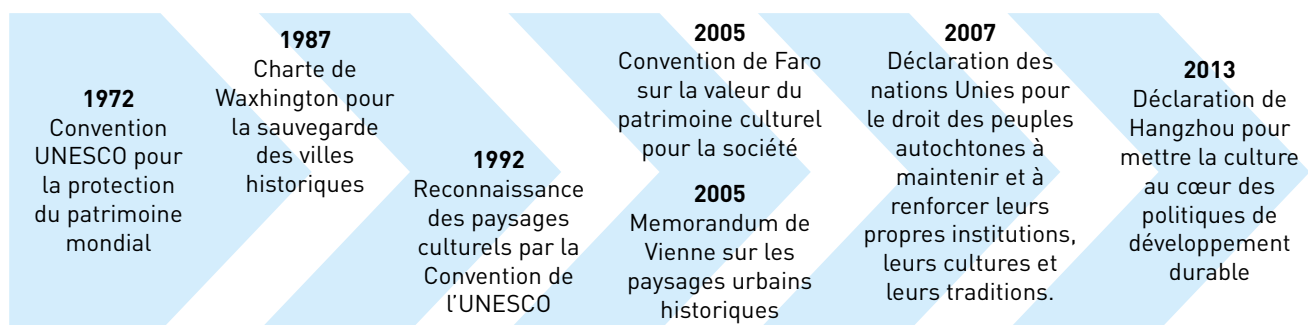 1972
Convention
UNESCO pour
la protection
du patrimoine
mondial
1987
Charte de
Waxhington pour
la sauvegarde
des villes
historiques
1992
Reconnaissance
des paysages
culturels par la
Convention de
l’UNESCO
2005
Convention de Faro
sur la valeur du
patrimoine culturel
pour la société
2005
Memorandum de
Vienne sur les
paysages urbains
historiques
2007
Déclaration des
nations Unies pour
le droit des peuples
autochtones à
maintenir et à
renforcer leurs
propres institutions,
leurs cultures et
leurs traditions.
2013
Déclaration de
Hangzhou pour
mettre la culture
au cœur des
politiques de
développement
durable